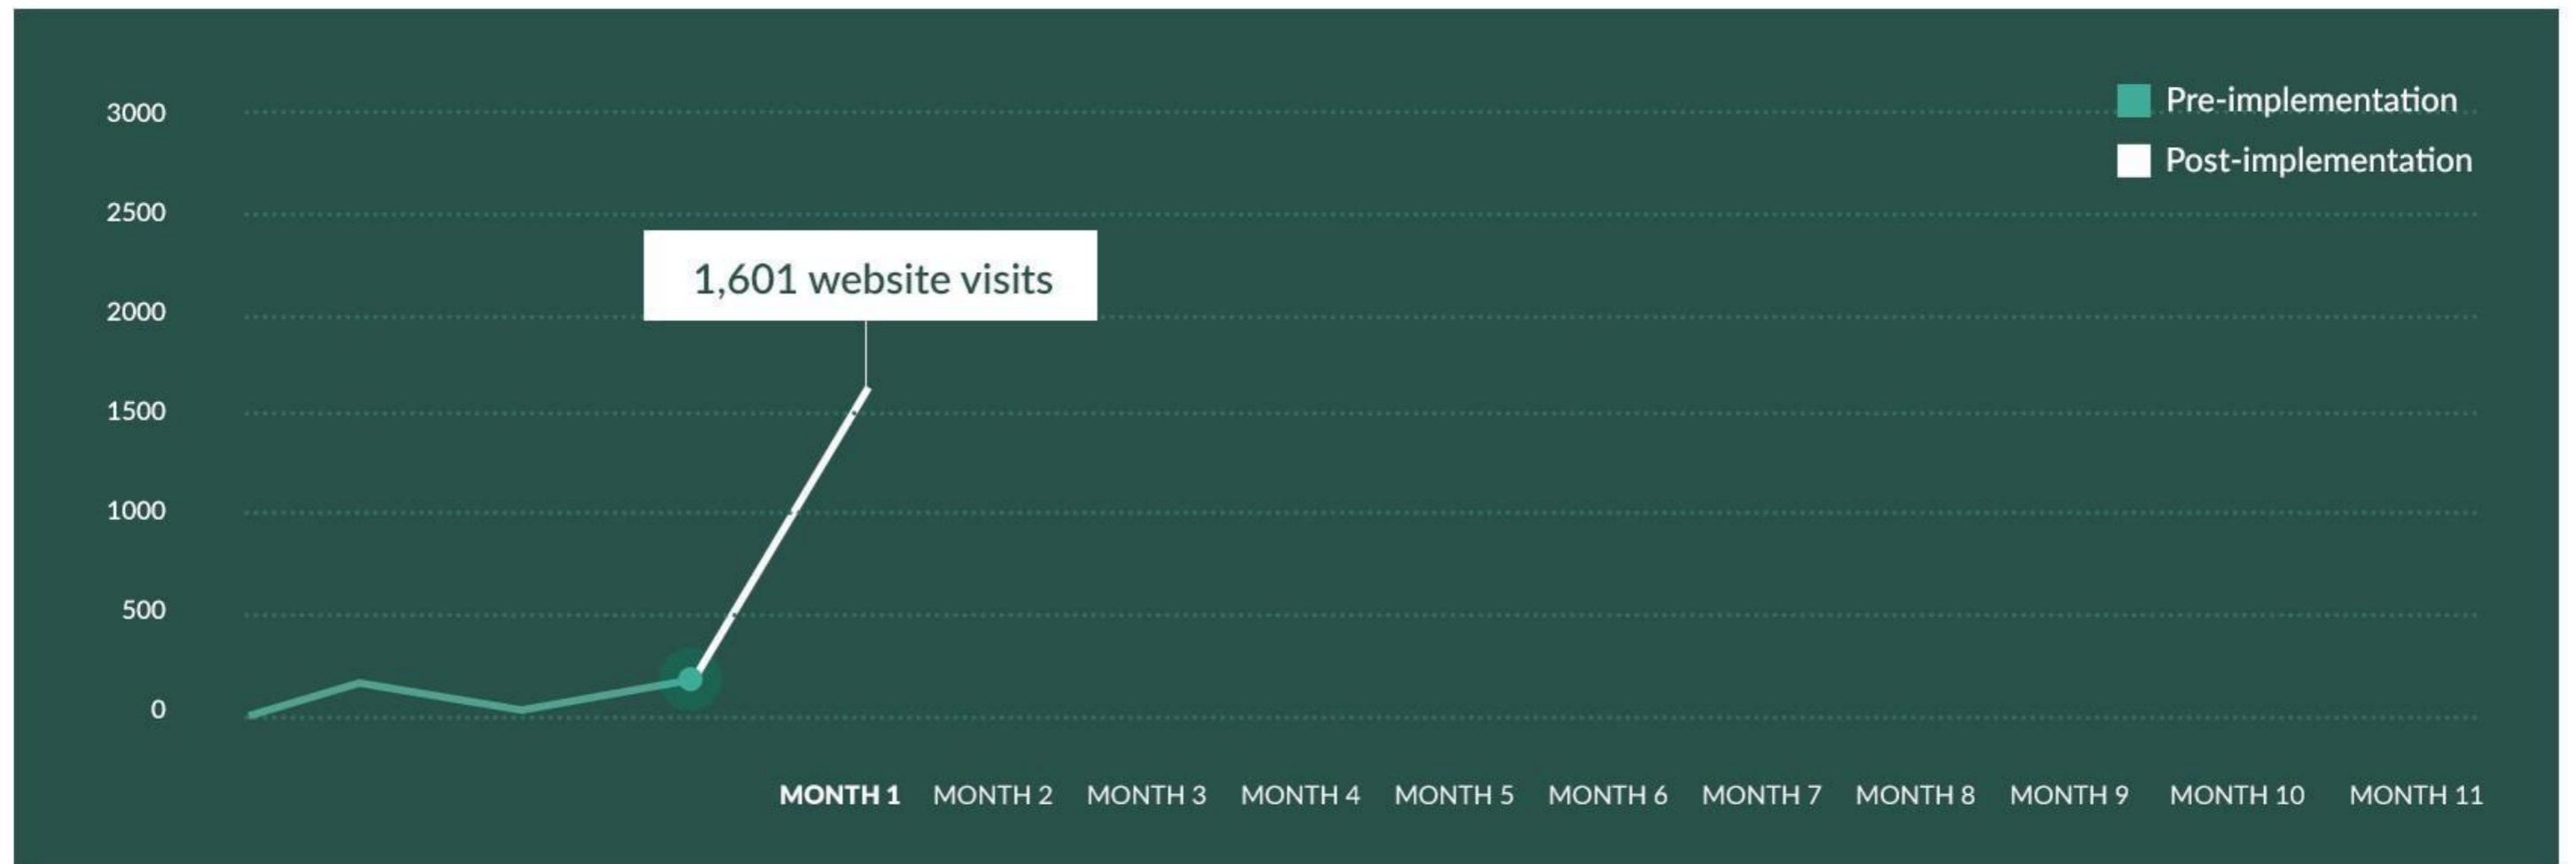 3000
Pre-implementation
Post-implementation
2500
1,601 website visits
2000
1500
1000
500
0
MONTH 1 MONTH 2 MONTH 3 MONTH 4 MONTH 5 MONTH 6 MONTH 7 MONTH 8 MONTH 9 MONTH 10 MONTH 11